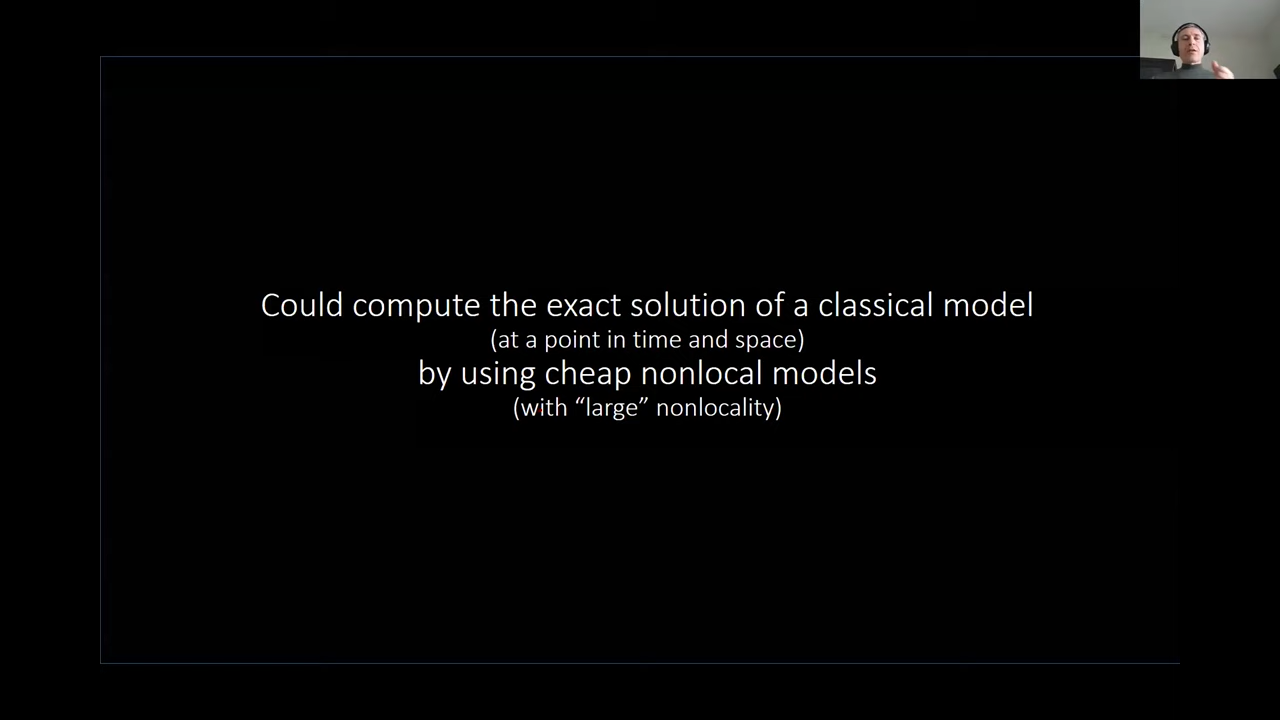 Could compute the exact solution of a classical model
(at a point in time and space)
by using cheap nonlocal models
(with “large” nonlocality)